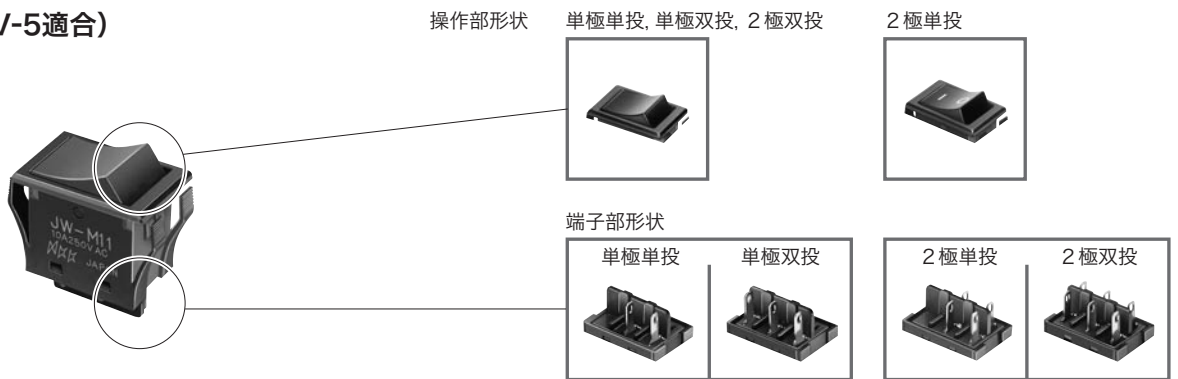 /-5適合）
操作部形状
単極単投, 単極双投, 2極双投
2極単投
JW-M11
10A250VAC
NKK JAPAN
端子部形状
単極単投
単極双投
2極単投
2極双投